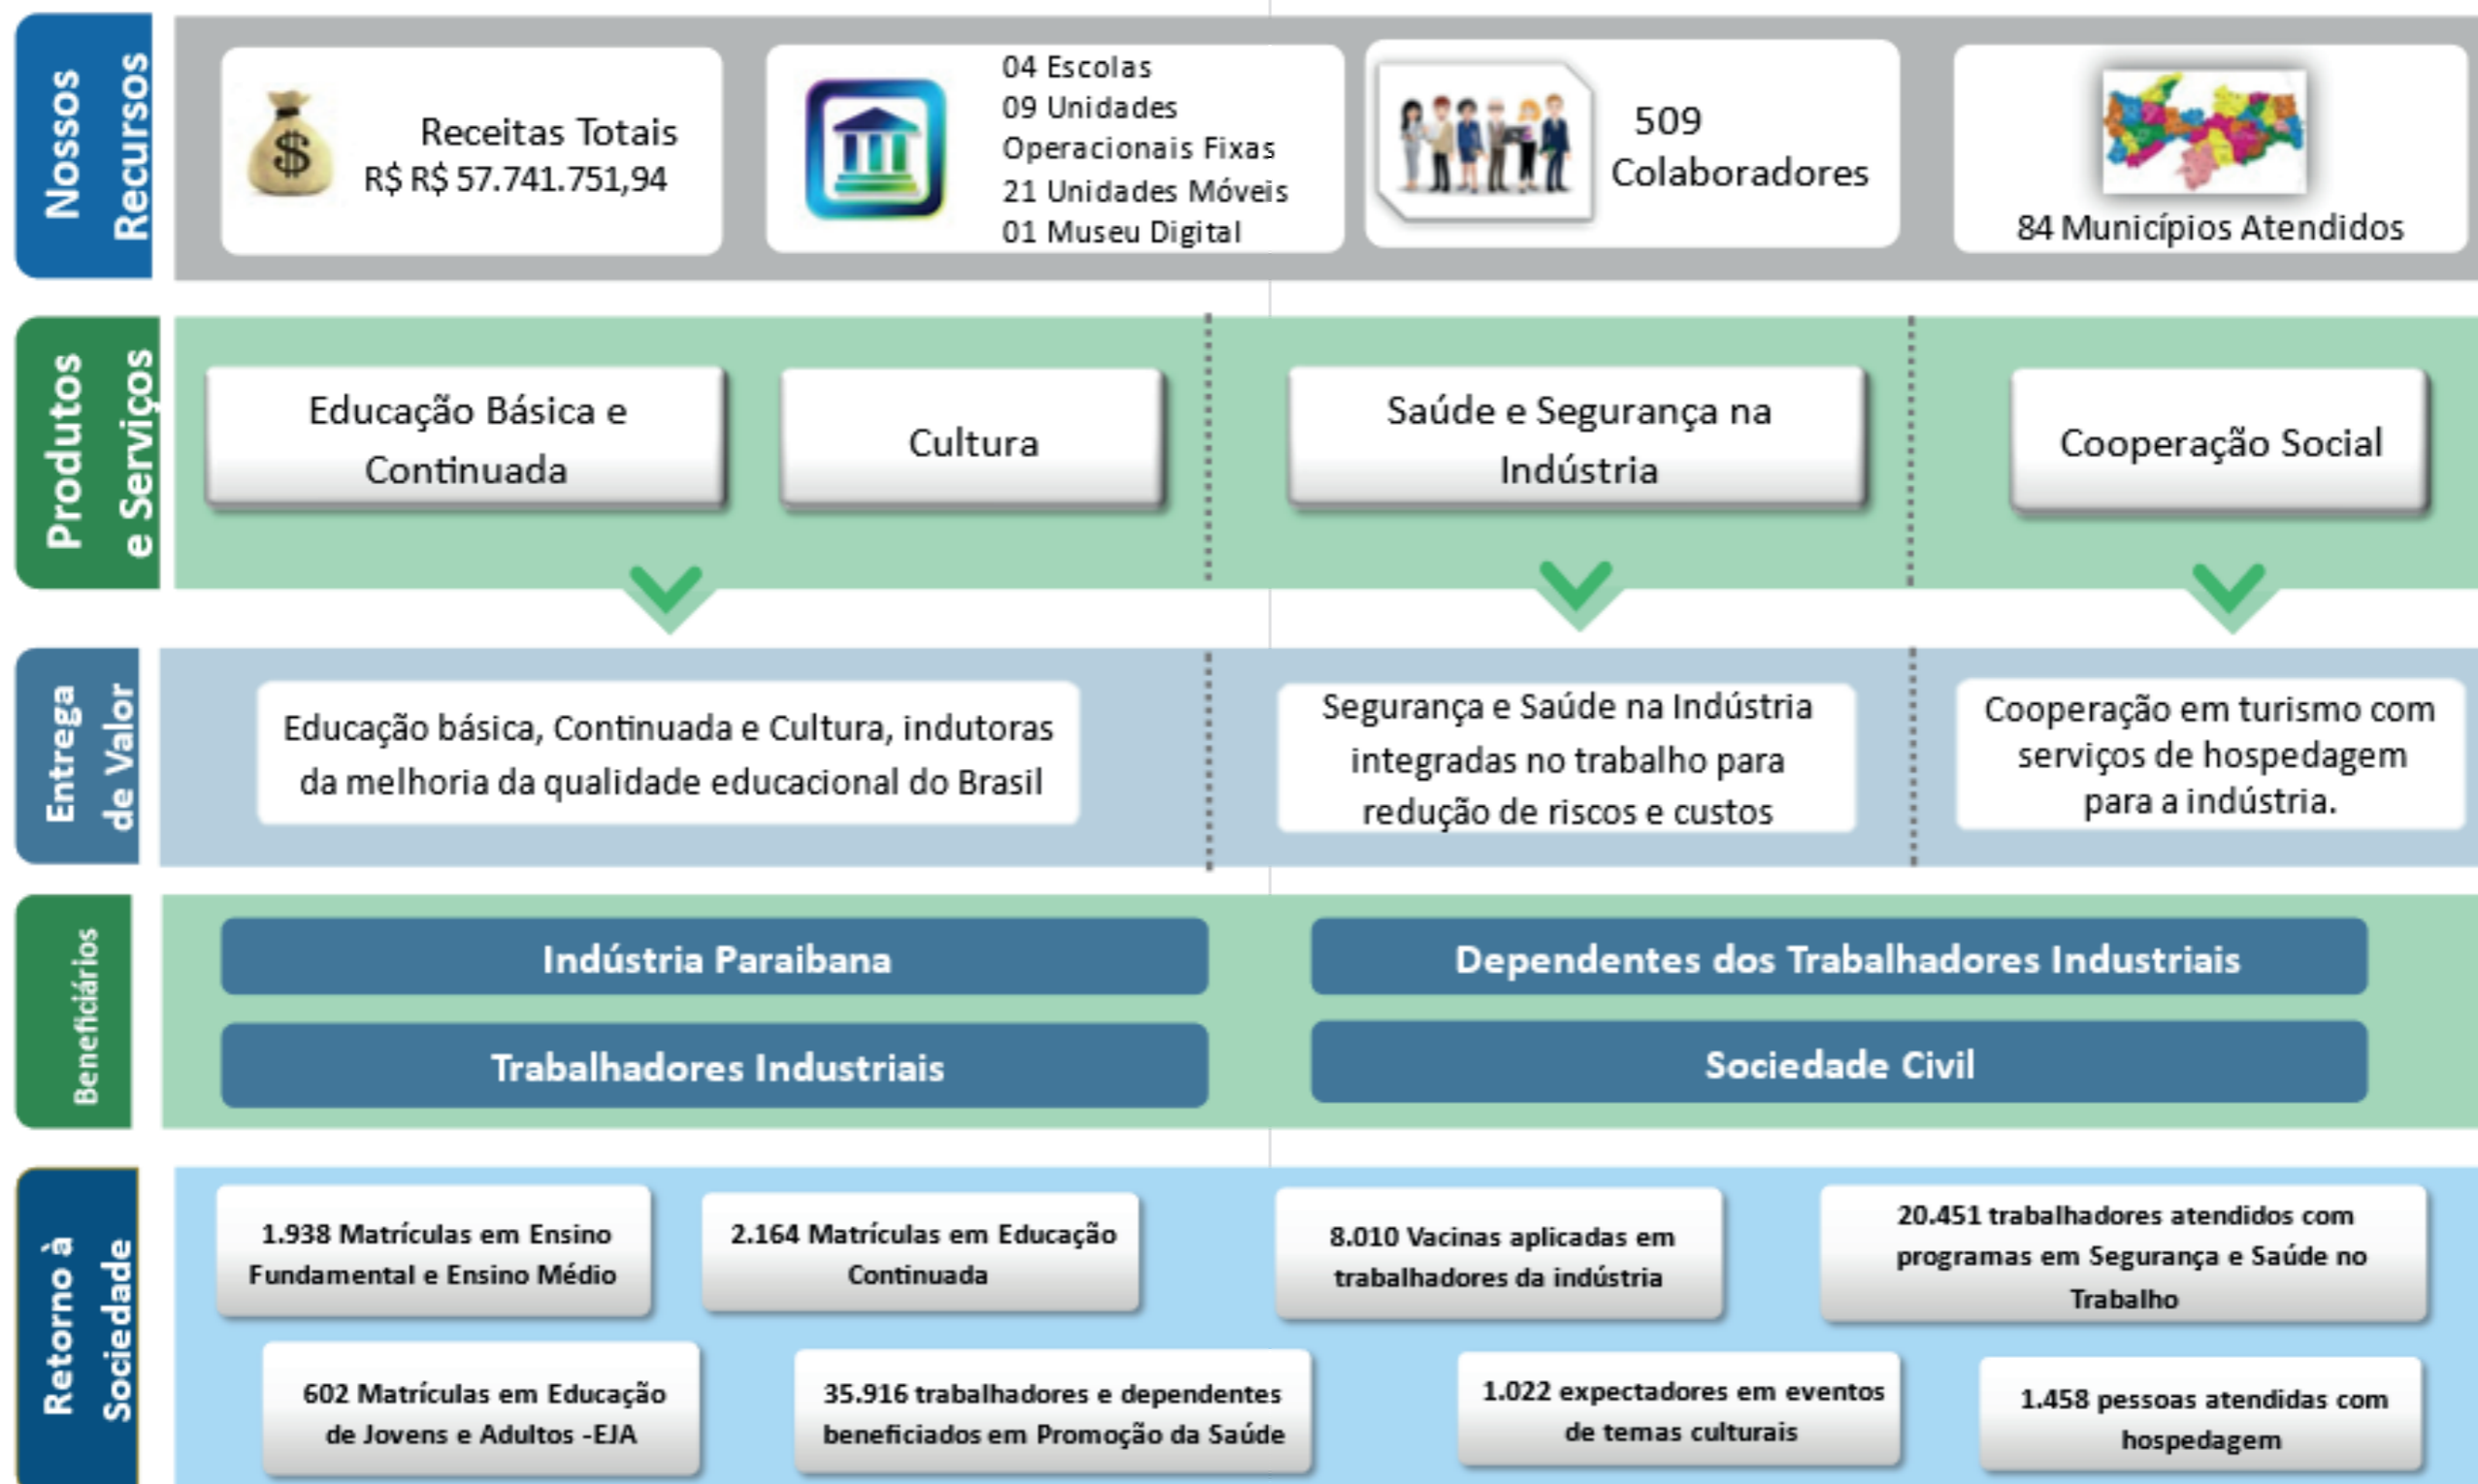 Nossos
Recursos
Receitas Totais
R$ R$ 57.741.751,94
04 Escolas
09 Unidades
Operacionais Fixas
21 Unidades Móveis
01 Museu Digital
509
Colaboradores
84 Municípios Atendidos
Produtos
e Serviços
Educação Básica e
Continuada
Cultura
Saúde e Segurança na
Indústria
Cooperação Social
Entrega
de Valor
Educação básica, Continuada e Cultura, indutoras
da melhoria da qualidade educacional do Brasil
Segurança e Saúde na Indústria
integradas no trabalho para
redução de riscos e custos
Cooperação em turismo com
serviços de hospedagem
para a indústria.
Beneficiários
Indústria Paraibana
Dependentes dos Trabalhadores Industriais
Trabalhadores Industriais
Sociedade Civil
Retorno à
Sociedade
1.938 Matrículas em Ensino
Fundamental e Ensino Médio
2.164 Matrículas em Educação
Continuada
8.010 Vacinas aplicadas em
trabalhadores da indústria
20.451 trabalhadores atendidos com
programas em Segurança e Saúde no
Trabalho
602 Matrículas em Educação
de Jovens e Adultos -EJA
35.916 trabalhadores e dependentes
beneficiados em Promoção da Saúde
1.022 expectadores em eventos
de temas culturais
1.458 pessoas atendidas com
hospedagem